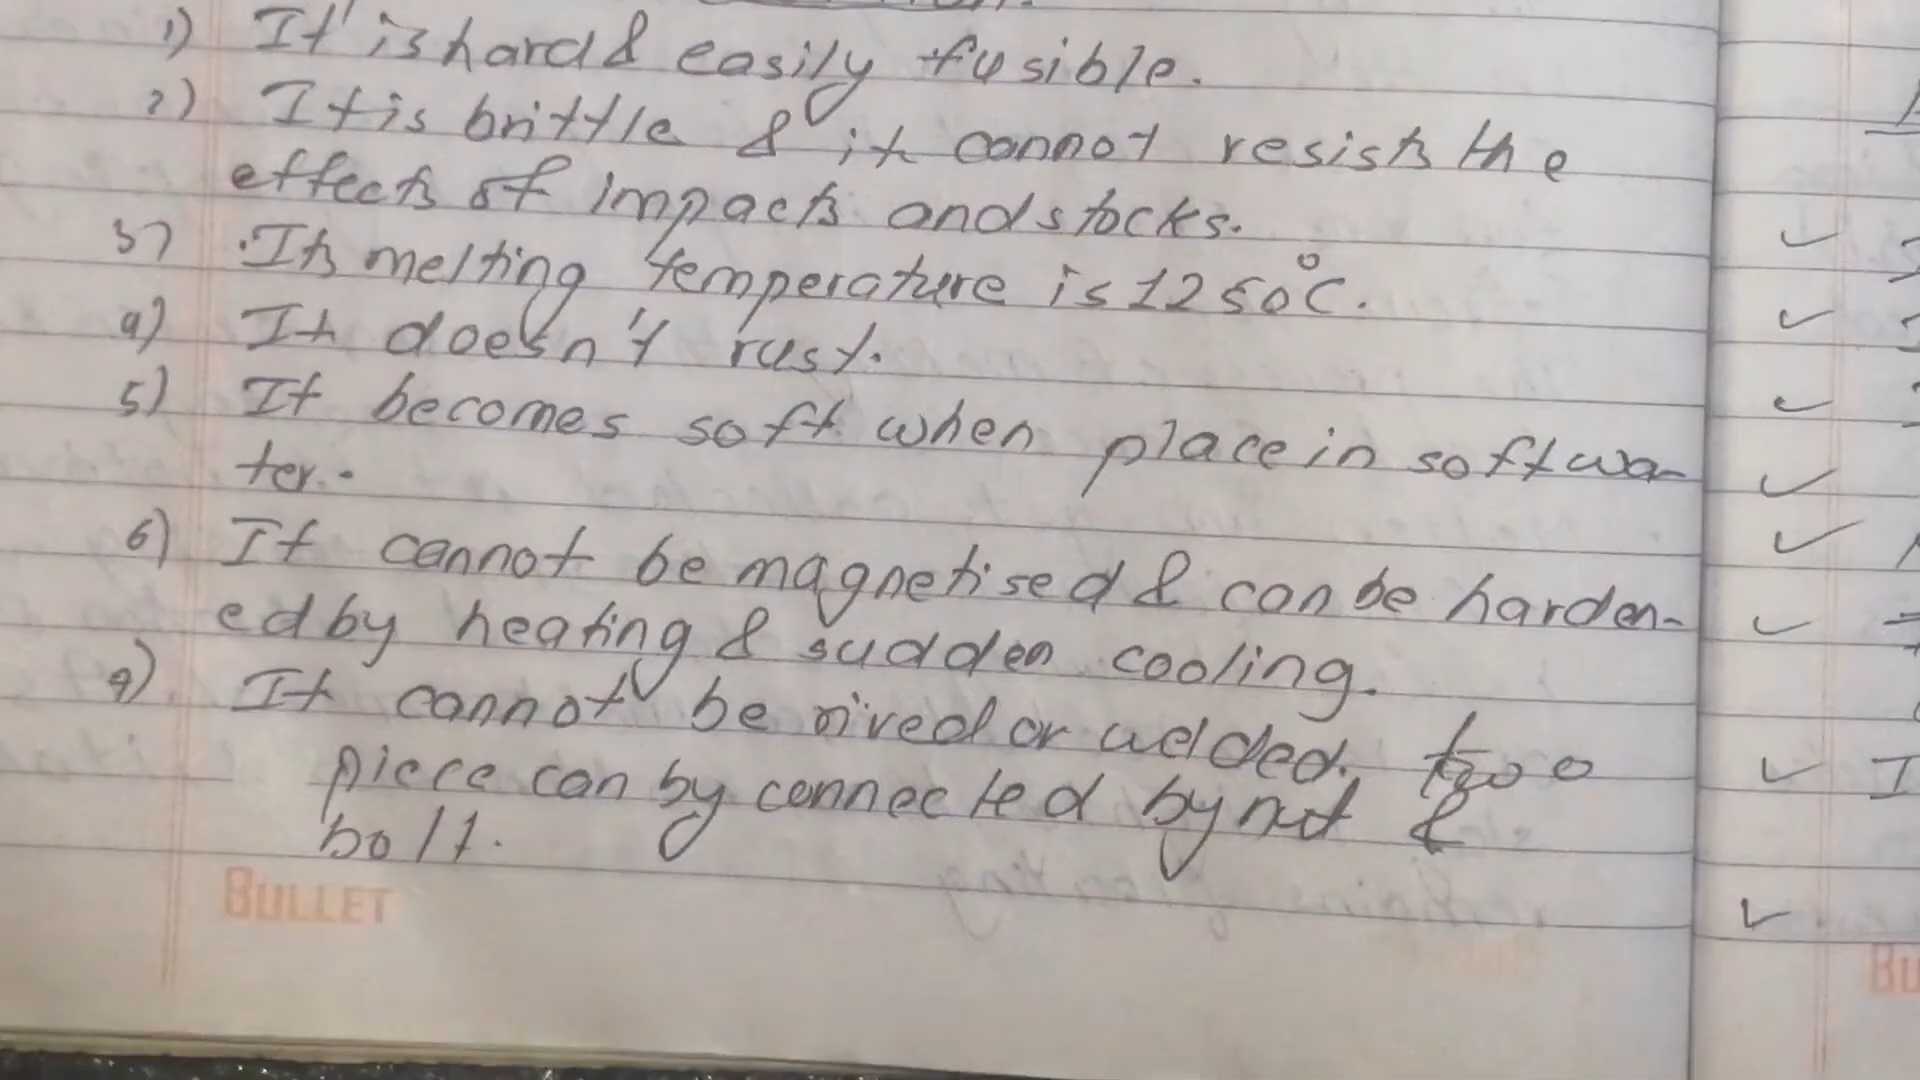 1) It is hard & easily fusible.
2) It is brittle & it cannot resists the
effects of impacts and stocks.
3) Its melting temperature is 1250°C.
4) It doesn't rust.
5) It becomes soft when place in soft wa-
ter.
6) It cannot be magnetised & can be harden-
ed by heating & sudden cooling.
9) It cannot be rived or welded. two
piece can by connected by nut &
bolt.
BULLET